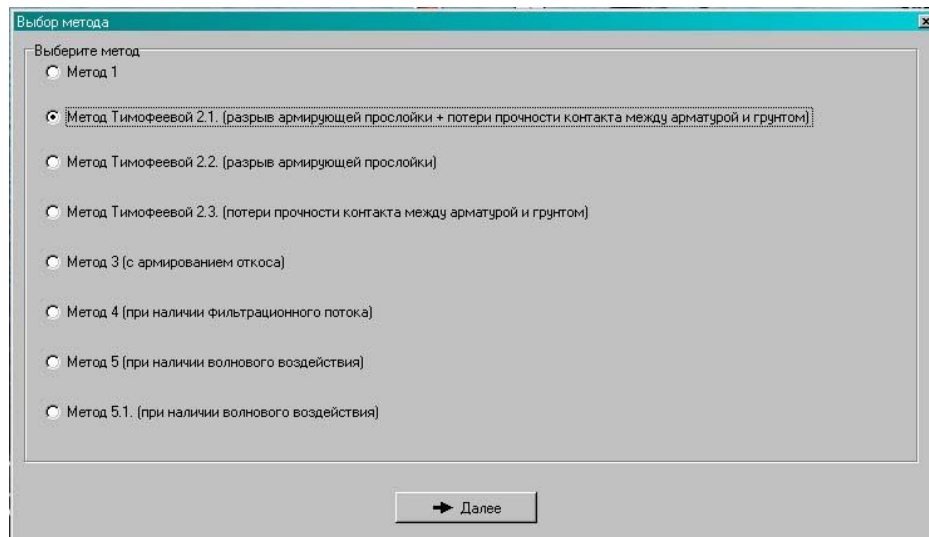 Выбор метода
Выберите метод
Метод 1
Метод Тимофеевой 2.1. (разрыв армирующей прослойки + потери прочности контакта между арматурой и грунтом)
Метод Тимофеевой 2.2. (разрыв армирующей прослойки)
Метод Тимофеевой 2.3. (потери прочности контакта между арматурой и грунтом)
Метод 3 (с армированием откоса)
Метод 4 (при наличии фильтрационного потока)
Метод 5 (при наличии волнового воздействия)
Метод 5.1. (при наличии волнового воздействия)
Далее